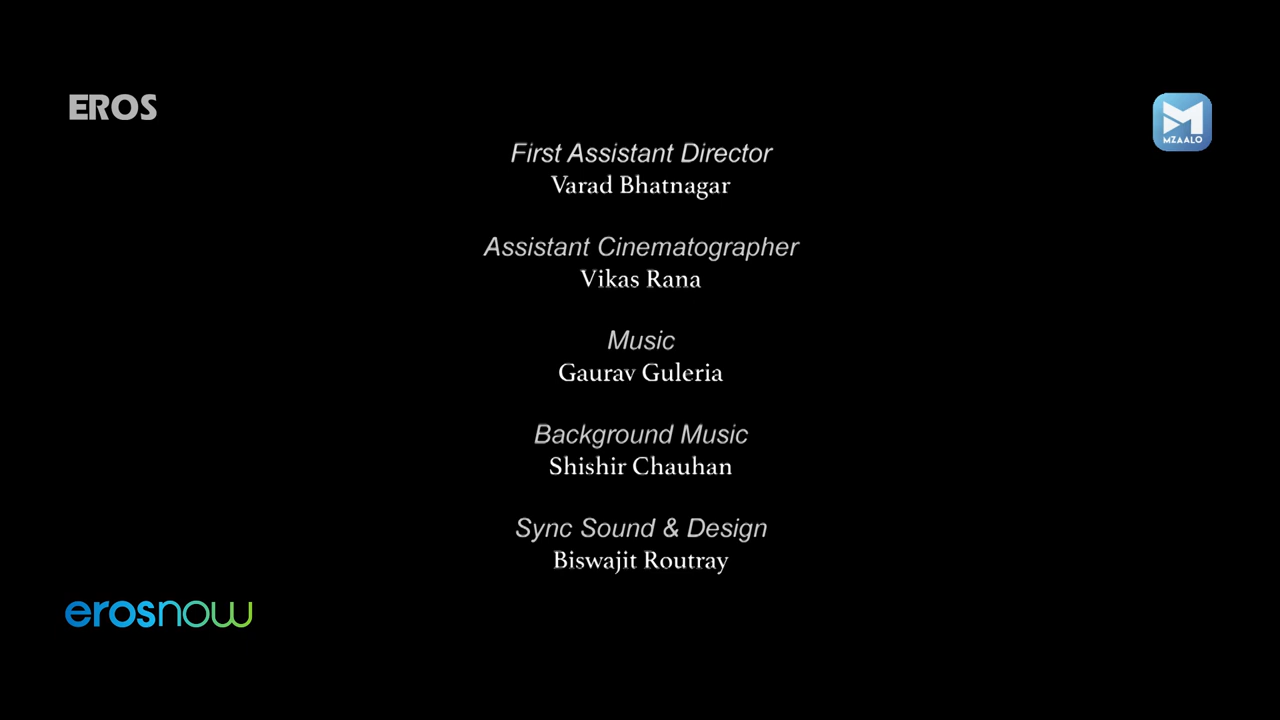 EROS
MZAALO
First Assistant Director
Varad Bhatnagar
Assistant Cinematographer
Vikas Rana
Music
Gaurav Guleria
Background Music
Shishir Chauhan
Sync Sound & Design
Biswajit Routray
erosnow